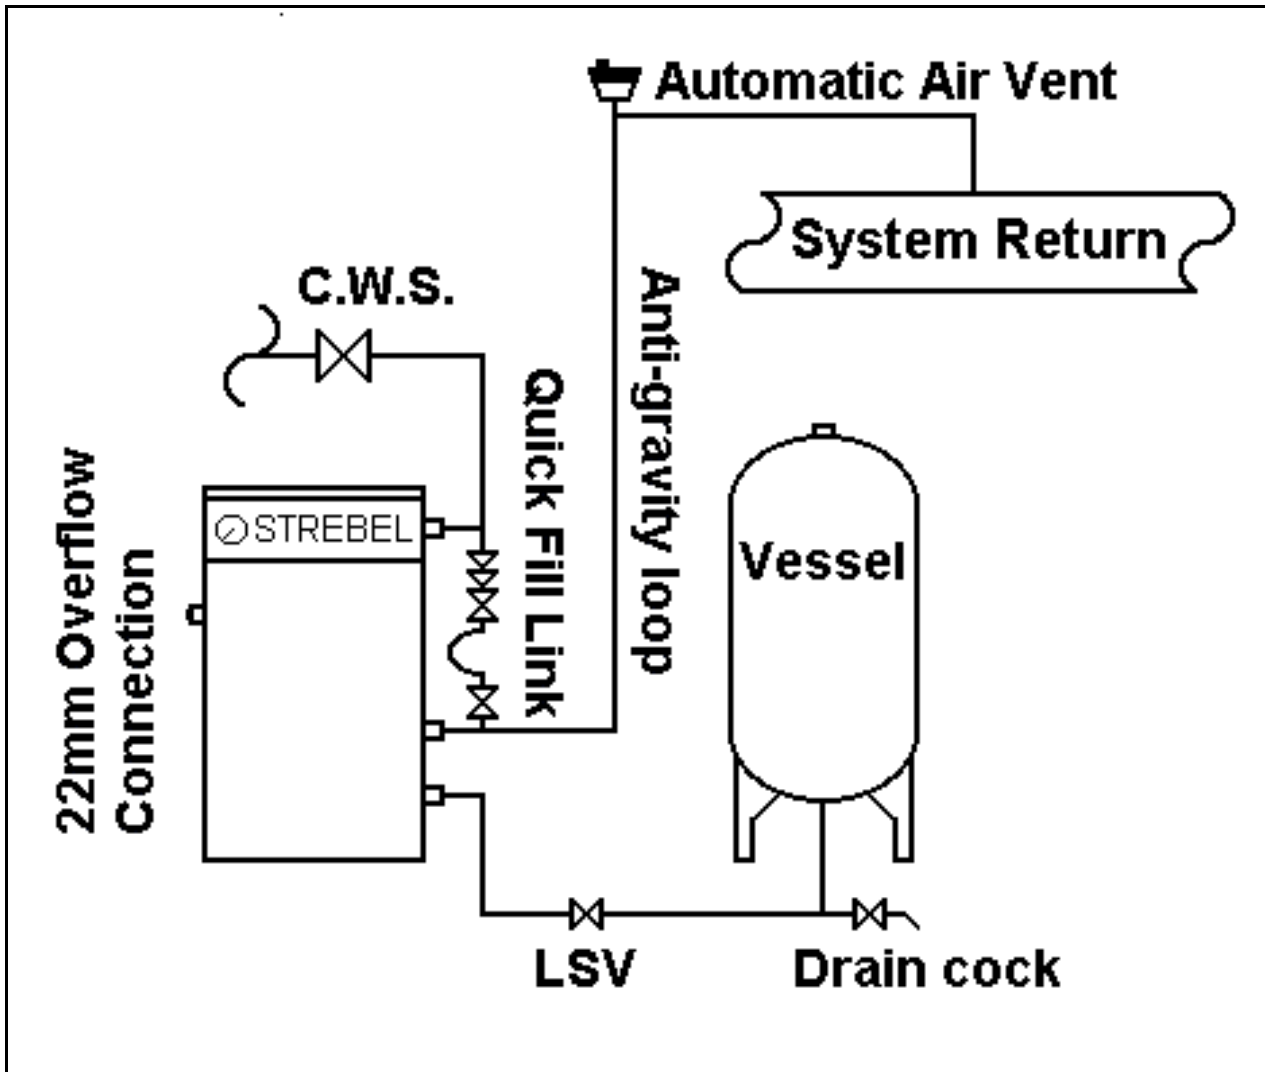 Automatic Air Vent
System Return
C.W.S.
Anti-gravity loop
Quick Fill Link
22mm Overflow
Connection
STREBEL
Vessel
LSV
Drain cock